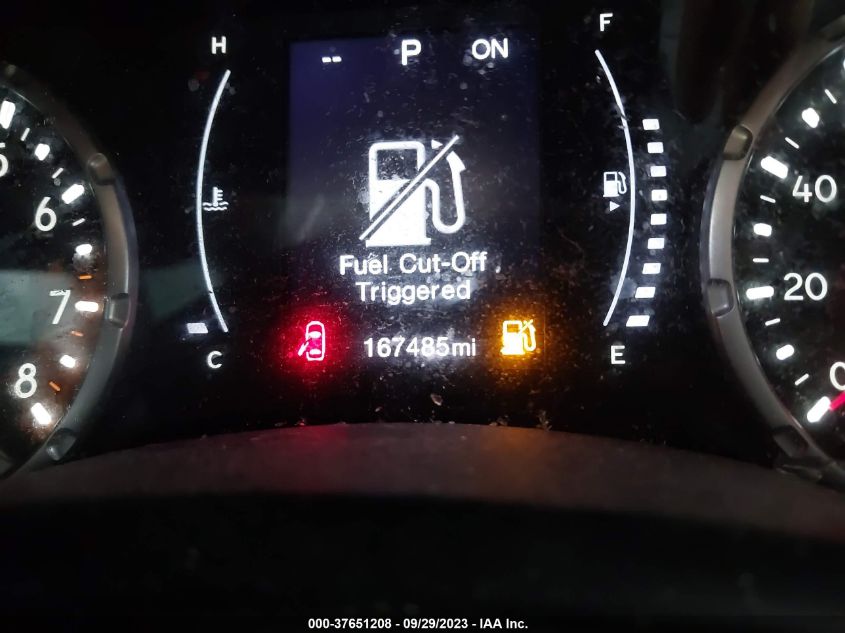 H
-- P ON
F
5
6
7
8
C
Fuel Cut-Off
Triggered
167485mi
E
40
20
0
000-37651208 - 09/29/2023 - IAA Inc.